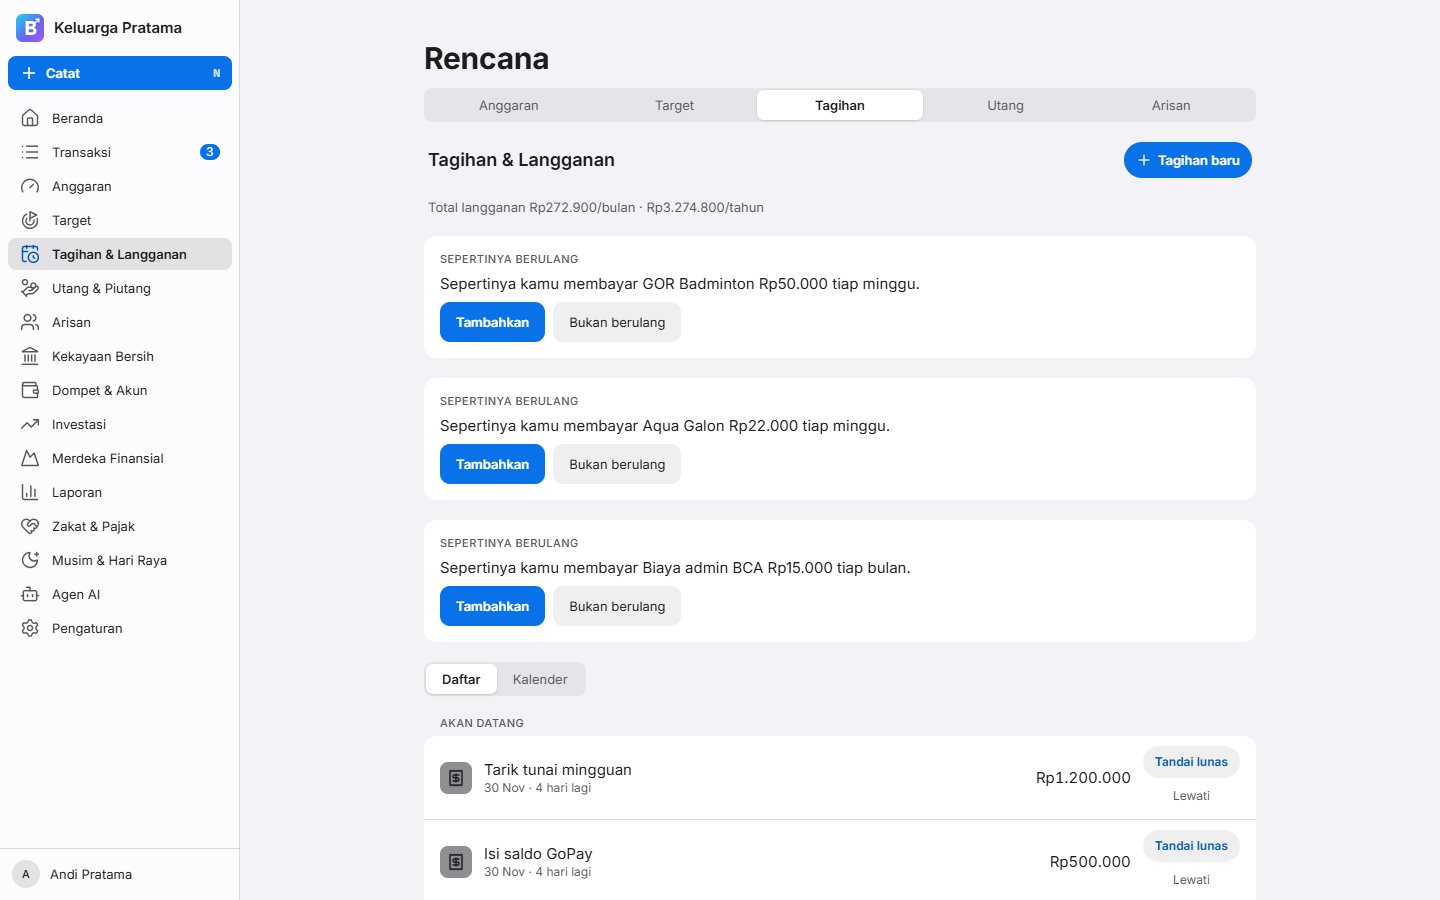 Keluarga Pratama
Catat N
Beranda
Transaksi 3
Anggaran
Target
Tagihan & Langganan
Utang & Piutang
Arisan
Kekayaan Bersih
Dompet & Akun
Investasi
Merdeka Finansial
Laporan
Zakat & Pajak
Musim & Hari Raya
Agen AI
Pengaturan
A Andi Pratama
Rencana
Anggaran Target Tagihan Utang Arisan
Tagihan & Langganan
Tagihan baru
Total langganan Rp272.900/bulan · Rp3.274.800/tahun
SEPERTINYA BERULANG
Sepertinya kamu membayar GOR Badminton Rp50.000 tiap minggu.
Tambahkan Bukan berulang
SEPERTINYA BERULANG
Sepertinya kamu membayar Aqua Galon Rp22.000 tiap minggu.
Tambahkan Bukan berulang
SEPERTINYA BERULANG
Sepertinya kamu membayar Biaya admin BCA Rp15.000 tiap bulan.
Tambahkan Bukan berulang
Daftar Kalender
AKAN DATANG
Tarik tunai mingguan
30 Nov · 4 hari lagi
Rp1.200.000
Tandai lunas
Lewati
Isi saldo GoPay
30 Nov · 4 hari lagi
Rp500.000
Tandai lunas
Lewati